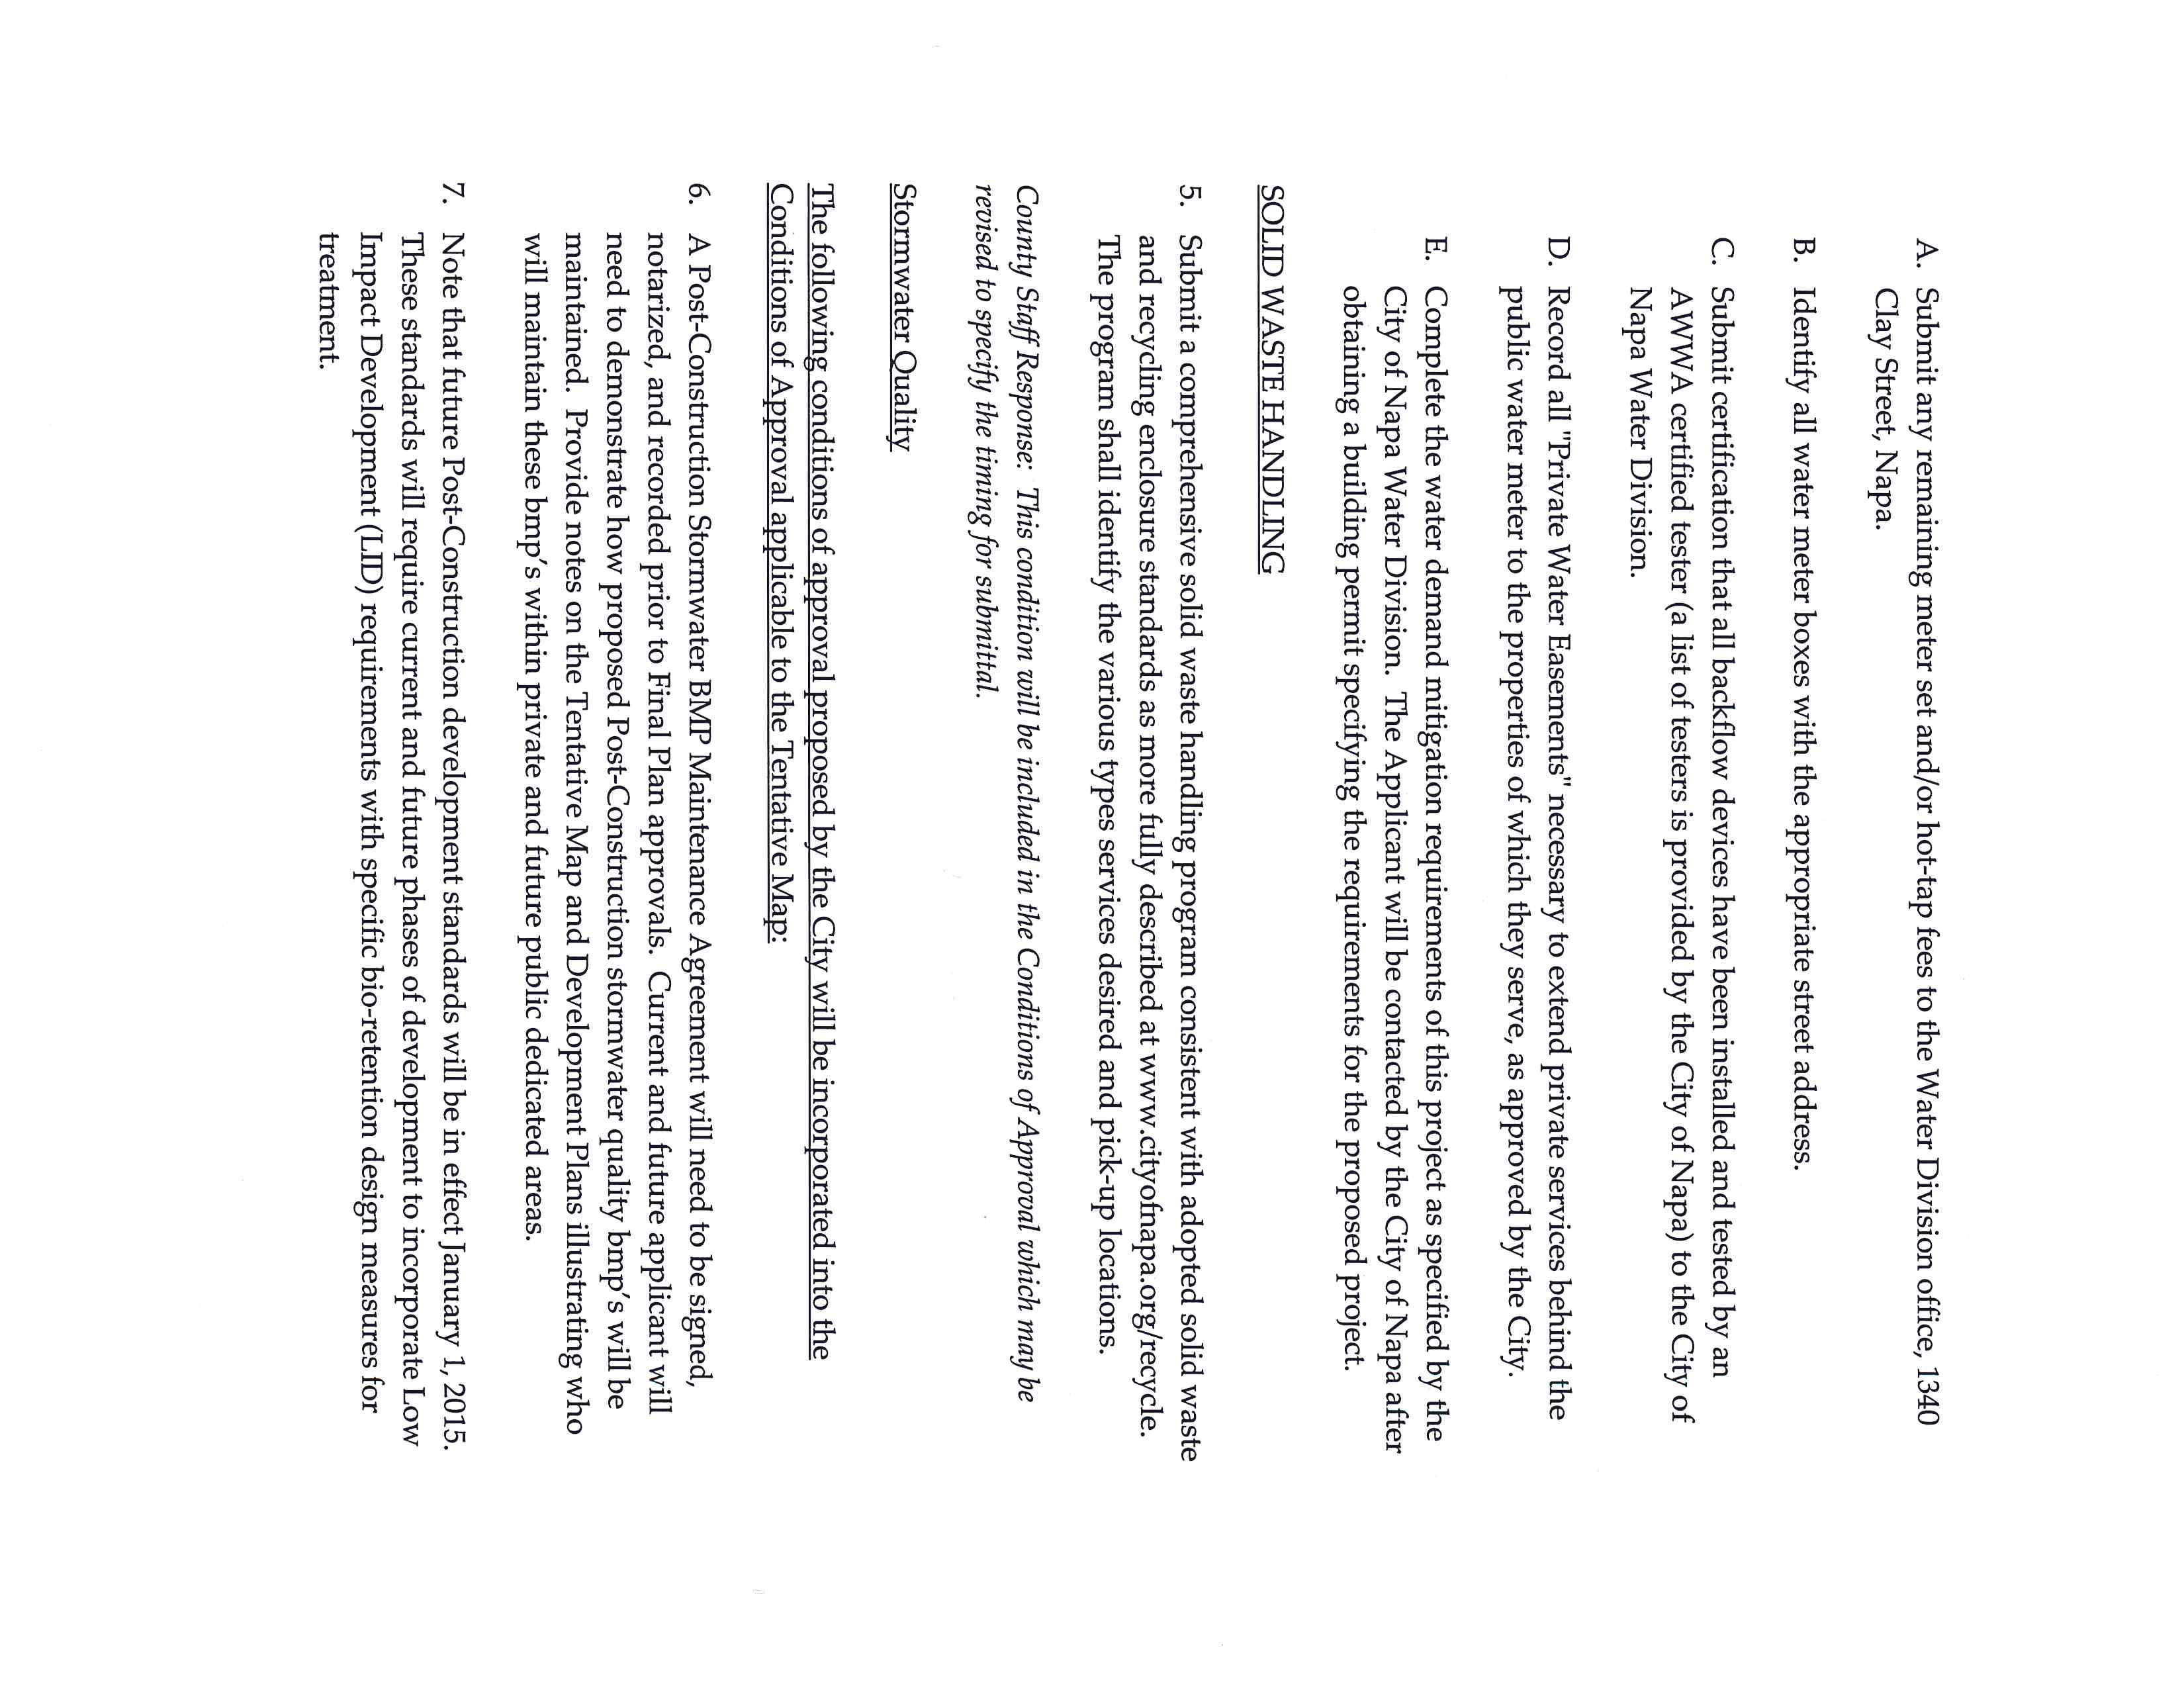 A. Submit any remaining meter set and/or hot-tap fees to the Water Division office, 1340
Clay Street, Napa.
B. Identify all water meter boxes with the appropriate street address.
C. Submit certification that all backflow devices have been installed and tested by an
AWWA certified tester (a list of testers is provided by the City of Napa) to the City of
Napa Water Division.
D. Record all "Private Water Easements" necessary to extend private services behind the
public water meter to the properties of which they serve, as approved by the City.
E. Complete the water demand mitigation requirements of this project as specified by the
City of Napa Water Division. The Applicant will be contacted by the City of Napa after
obtaining a building permit specifying the requirements for the proposed project.
SOLID WASTE HANDLING
5. Submit a comprehensive solid waste handling program consistent with adopted solid waste
and recycling enclosure standards as more fully described at www.cityofnapa.org/recycle.
The program shall identify the various types services desired and pick-up locations.
County Staff Response: This condition will be included in the Conditions of Approval which may be
revised to specify the timing for submittal.
Stormwater Quality
The following conditions of approval proposed by the City will be incorporated into the
Conditions of Approval applicable to the Tentative Map:
6. A Post-Construction Stormwater BMP Maintenance Agreement will need to be signed,
notarized, and recorded prior to Final Plan approvals. Current and future applicant will
need to demonstrate how proposed Post-Construction stormwater quality bmp's will be
maintained. Provide notes on the Tentative Map and Development Plans illustrating who
will maintain these bmp's within private and future public dedicated areas.
7. Note that future Post-Construction development standards will be in effect January 1, 2015.
These standards will require current and future phases of development to incorporate Low
Impact Development (LID) requirements with specific bio-retention design measures for
treatment.